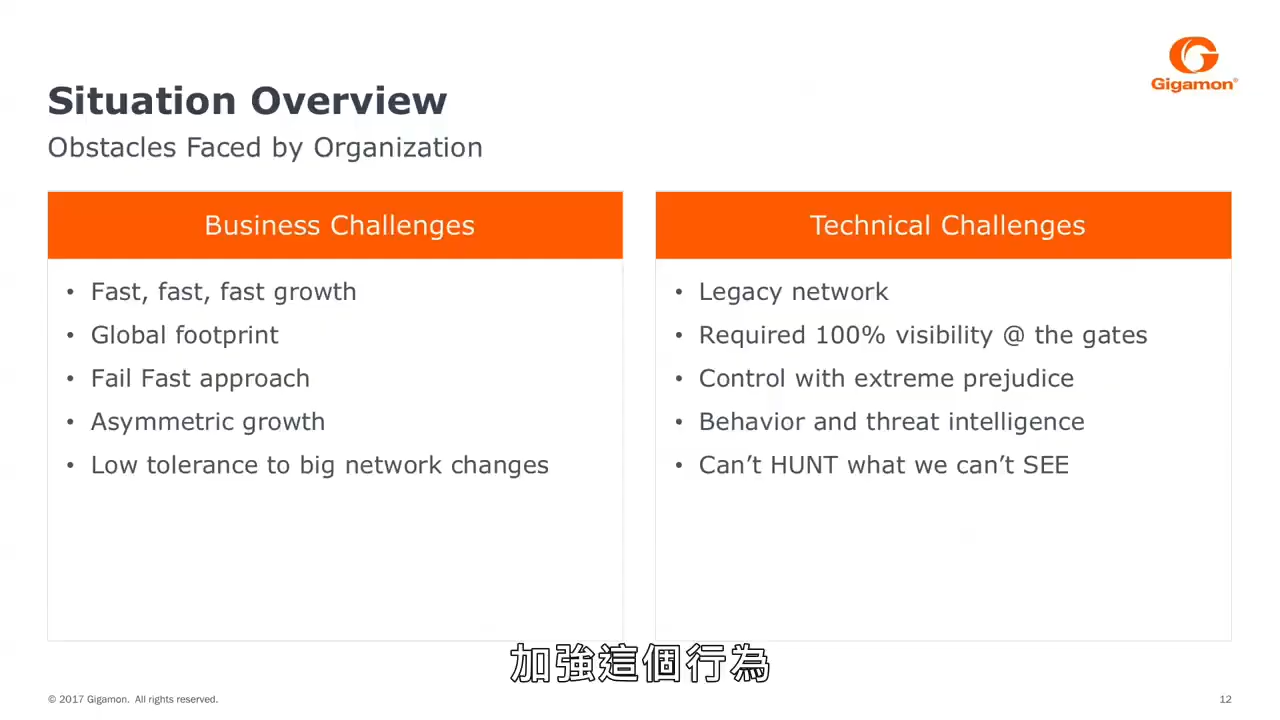 Gigamon®
Situation Overview
Obstacles Faced by Organization
Business Challenges
• Fast, fast, fast growth
• Global footprint
• Fail Fast approach
• Asymmetric growth
• Low tolerance to big network changes
Technical Challenges
• Legacy network
• Required 100% visibility @ the gates
• Control with extreme prejudice
• Behavior and threat intelligence
• Can’t HUNT what we can’t SEE
加強這個行為
© 2017 Gigamon. All rights reserved.
12